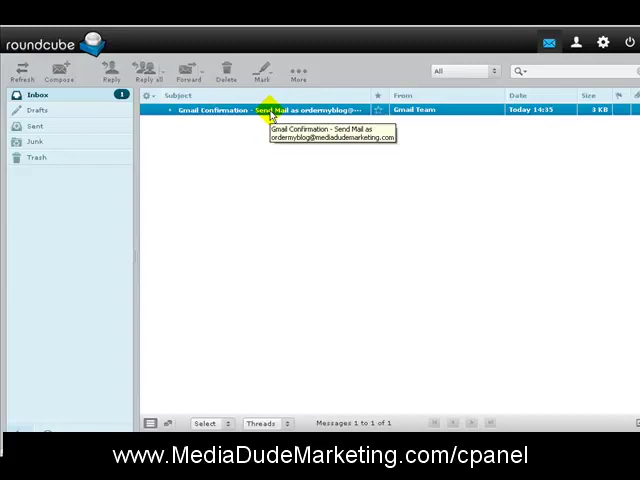 roundcube
Refresh Compose Reply Reply all Forward Delete Mark More
All
Inbox 1
Drafts
Sent
Junk
Trash
Subject From Date Size
Gmail Confirmation - Send Mail as ordermyblog@... Gmail Team Today 14:35 3 KB
Gmail Confirmation - Send Mail as
ordermyblog@mediadudemarketing.com
Select Threads Messages 1 to 1 of 1
www.MediaDudeMarketing.com/cpanel